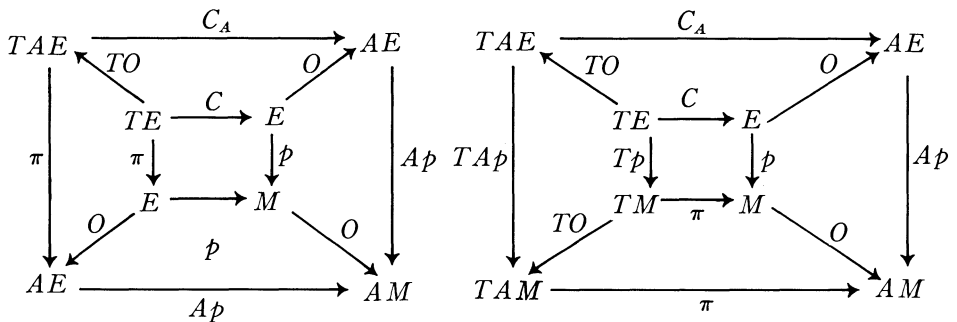 C_A C_A
TAE AE TAE AE
TO O TO O
C C
TE E TE E
π π p Ap TAp Tp p Ap
E M TM π M
O p O TO O
AE Ap AM TAM π AM